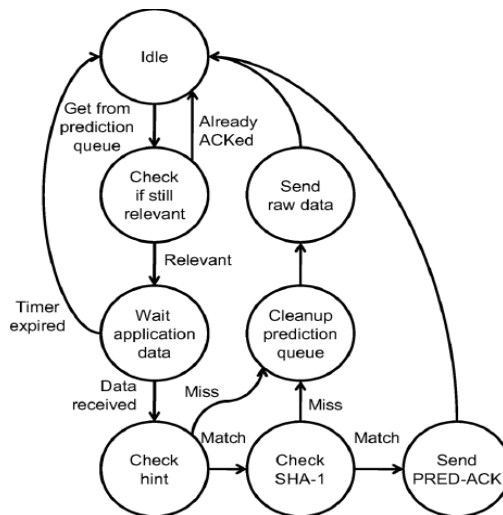 Idle
Get from
prediction
queue
Already
ACKed
Check
if still
relevant
Send
raw data
Relevant
Timer
expired
Wait
application
data
Cleanup
prediction
queue
Data
received
Miss
Miss
Match
Match
Check
hint
Check
SHA-1
Send
PRED-ACK